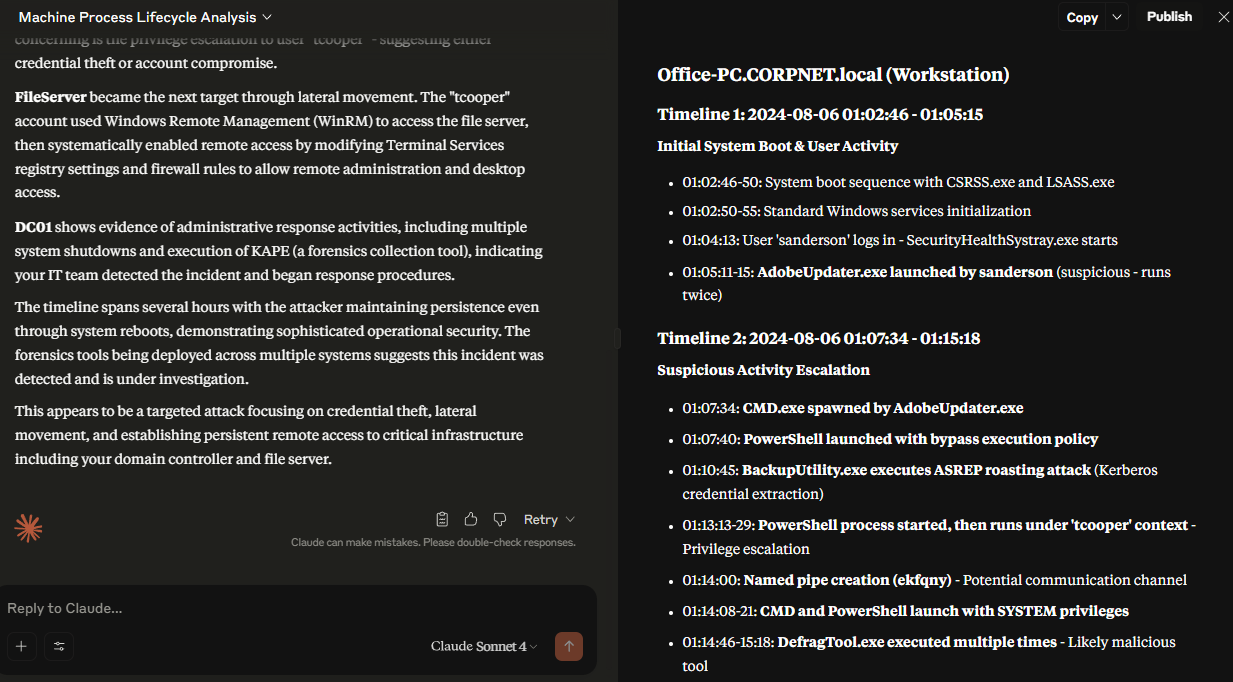 Machine Process Lifecycle Analysis
concerning is the privilege escalation to user "tcooper" - suggesting either
credential theft or account compromise.
FileServer became the next target through lateral movement. The "tcooper"
account used Windows Remote Management (WinRM) to access the file server,
then systematically enabled remote access by modifying Terminal Services
registry settings and firewall rules to allow remote administration and desktop
access.
DC01 shows evidence of administrative response activities, including multiple
system shutdowns and execution of KAPE (a forensics collection tool), indicating
your IT team detected the incident and began response procedures.
The timeline spans several hours with the attacker maintaining persistence even
through system reboots, demonstrating sophisticated operational security. The
forensics tools being deployed across multiple systems suggests this incident was
detected and is under investigation.
This appears to be a targeted attack focusing on credential theft, lateral
movement, and establishing persistent remote access to critical infrastructure
including your domain controller and file server.
Retry
Claude can make mistakes. Please double-check responses.
Reply to Claude...
Claude Sonnet 4
Copy
Publish
Office-PC.CORPNET.local (Workstation)
Timeline 1: 2024-08-06 01:02:46 - 01:05:15
Initial System Boot & User Activity
• 01:02:46-50: System boot sequence with CSRSS.exe and LSASS.exe
• 01:02:50-55: Standard Windows services initialization
• 01:04:13: User 'sanderson' logs in - SecurityHealthSystray.exe starts
• 01:05:11-15: AdobeUpdater.exe launched by sanderson (suspicious - runs
twice)
Timeline 2: 2024-08-06 01:07:34 - 01:15:18
Suspicious Activity Escalation
• 01:07:34: CMD.exe spawned by AdobeUpdater.exe
• 01:07:40: PowerShell launched with bypass execution policy
• 01:10:45: BackupUtility.exe executes ASREP roasting attack (Kerberos
credential extraction)
• 01:13:13-29: PowerShell process started, then runs under 'tcooper' context -
Privilege escalation
• 01:14:00: Named pipe creation (ekfqny) - Potential communication channel
• 01:14:08-21: CMD and PowerShell launch with SYSTEM privileges
• 01:14:46-15:18: DefragTool.exe executed multiple times - Likely malicious
tool